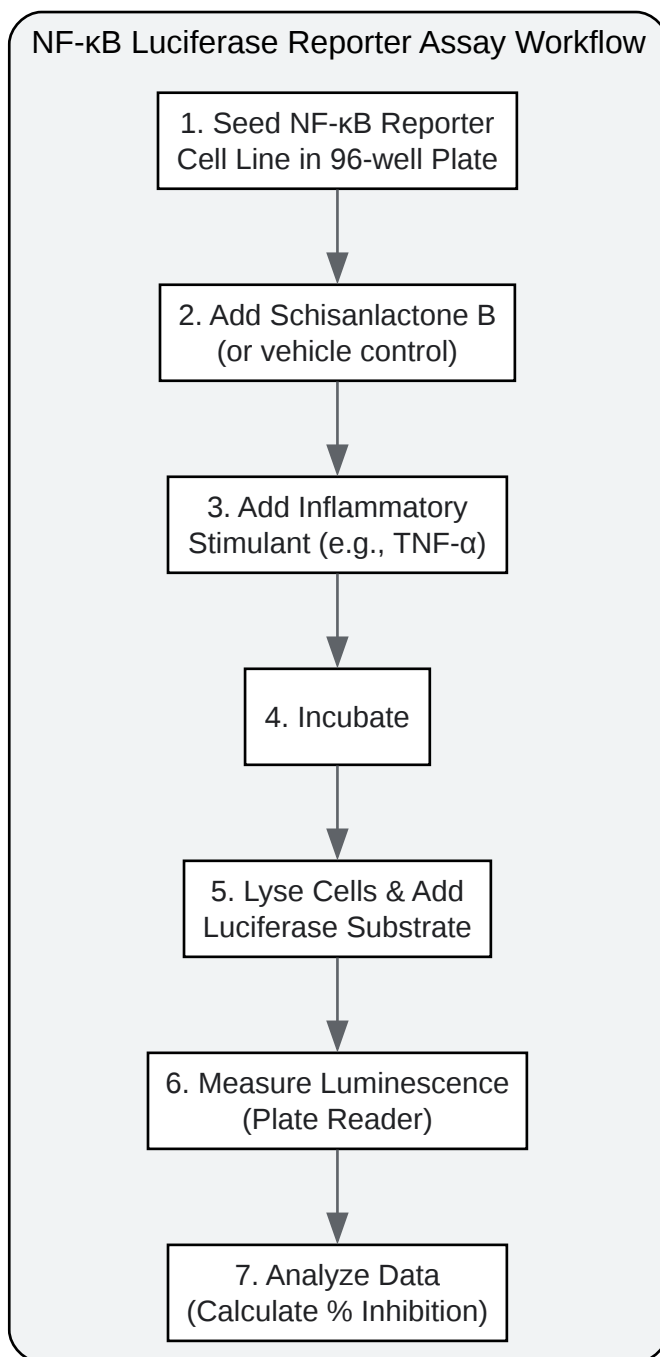 NF-κB Luciferase Reporter Assay Workflow
1. Seed NF-κB Reporter
Cell Line in 96-well Plate
2. Add Schisanlactone B
(or vehicle control)
3. Add Inflammatory
Stimulant (e.g., TNF-α)
4. Incubate
5. Lyse Cells & Add
Luciferase Substrate
6. Measure Luminescence
(Plate Reader)
7. Analyze Data
(Calculate % Inhibition)